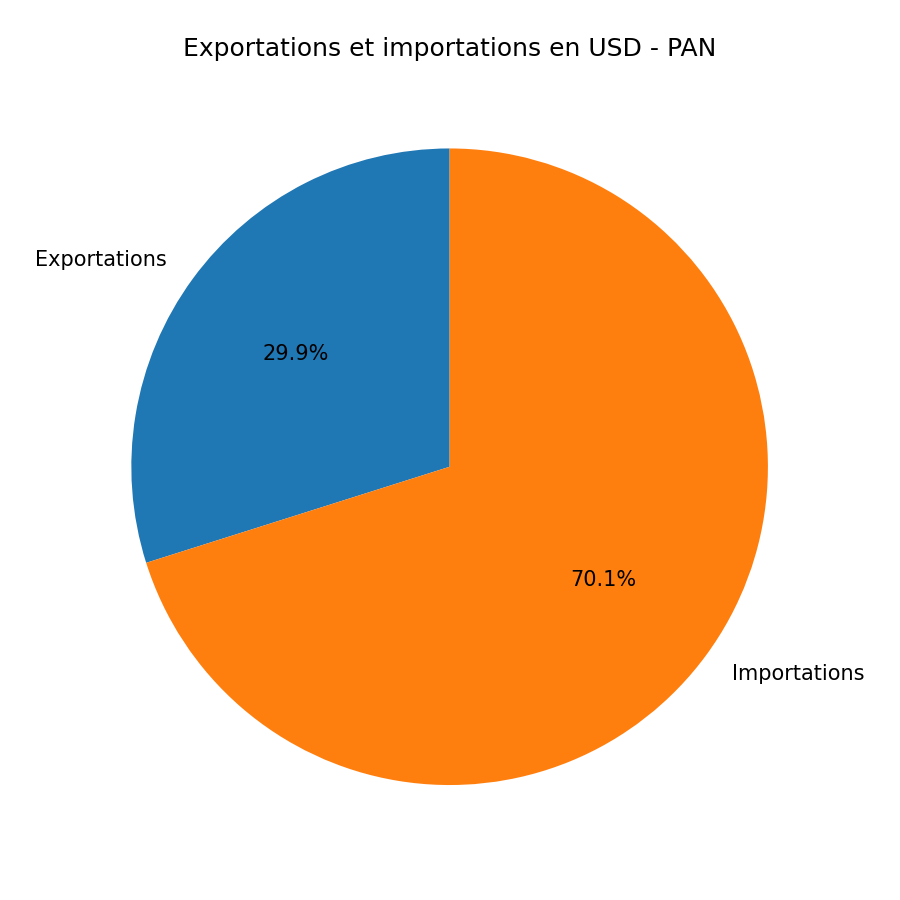 Exportations et importations en USD - PAN
Exportations
29.9%
70.1%
Importations